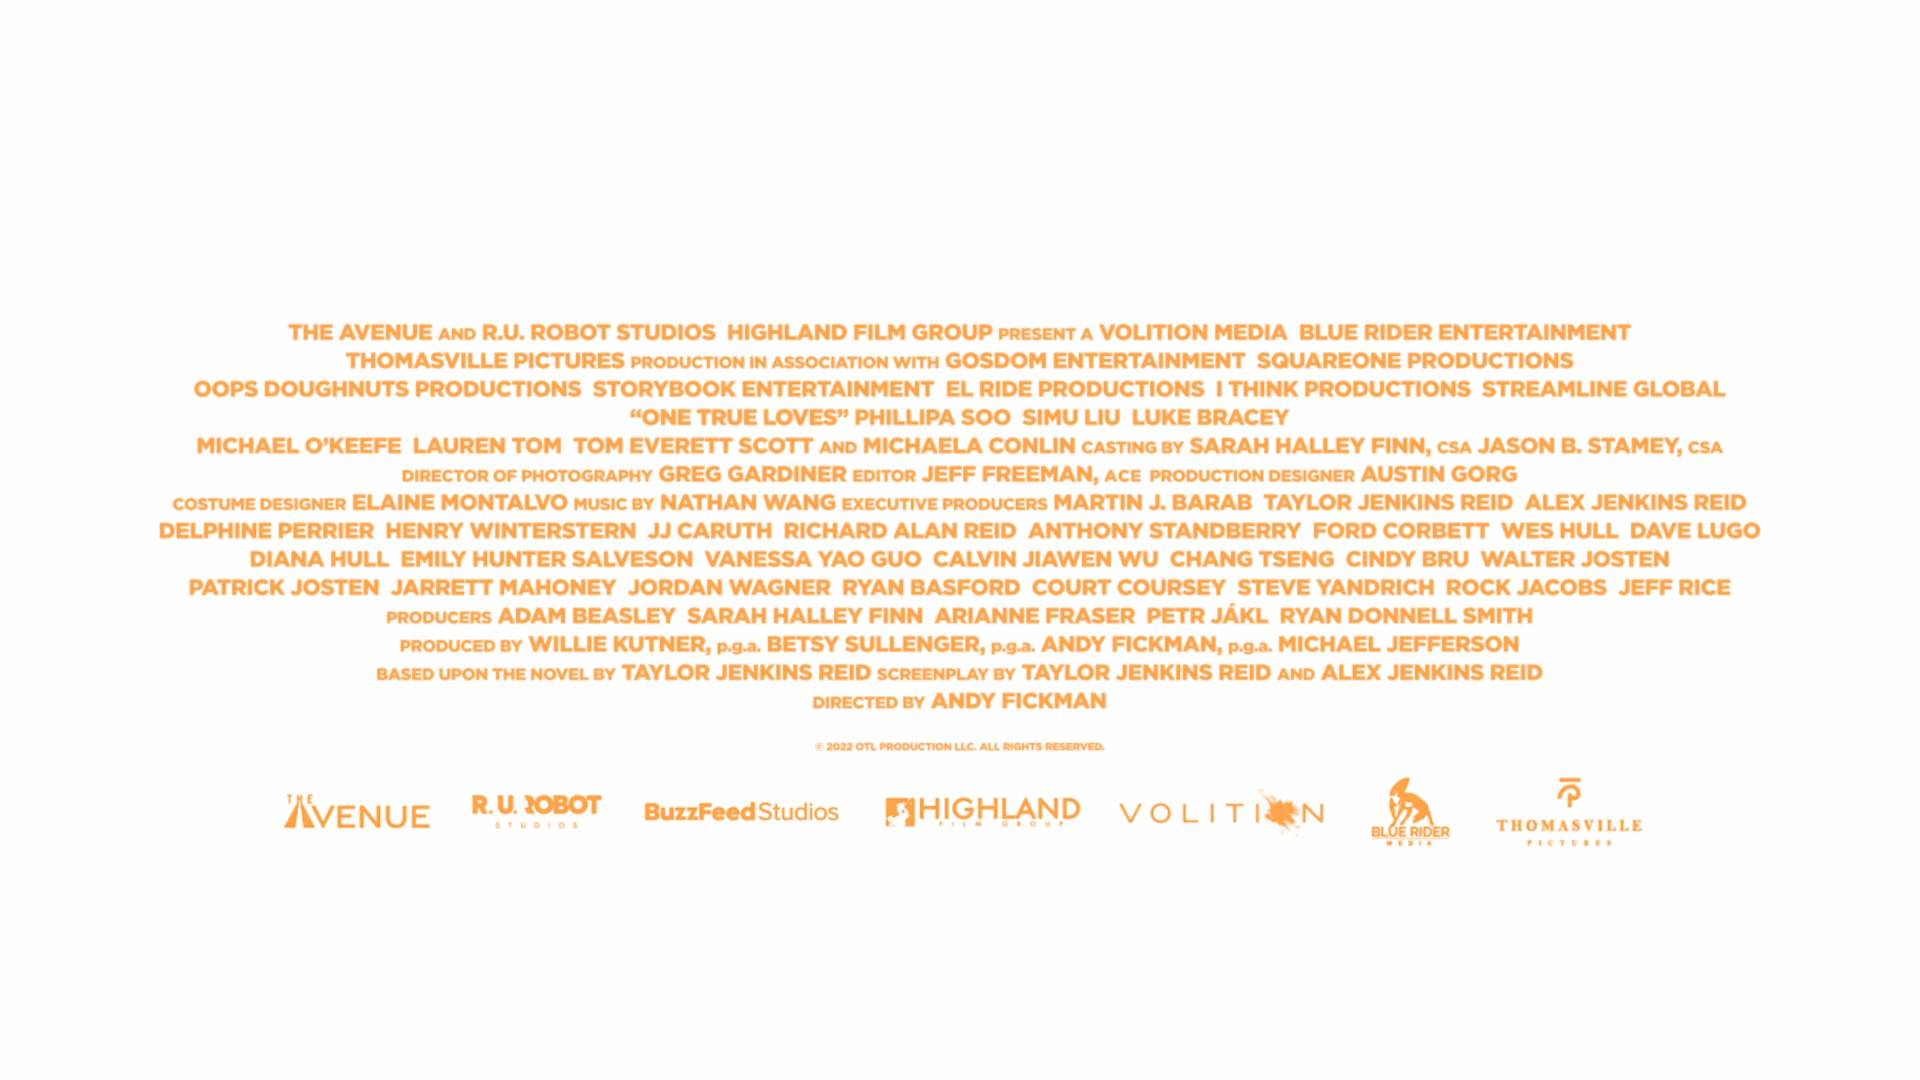 THE AVENUE AND R.U. ROBOT STUDIOS HIGHLAND FILM GROUP PRESENT A VOLITION MEDIA BLUE RIDER ENTERTAINMENT
THOMASVILLE PICTURES PRODUCTION IN ASSOCIATION WITH GOSDOM ENTERTAINMENT SQUAREONE PRODUCTIONS
OOPS DOUGHNUTS PRODUCTIONS STORYBOOK ENTERTAINMENT EL RIDE PRODUCTIONS I THINK PRODUCTIONS STREAMLINE GLOBAL
“ONE TRUE LOVES” PHILLIPA SOO SIMU LIU LUKE BRACEY
MICHAEL O’KEEFE LAUREN TOM TOM EVERETT SCOTT AND MICHAELA CONLIN CASTING BY SARAH HALLEY FINN, CSA JASON B. STAMEY, CSA
DIRECTOR OF PHOTOGRAPHY GREG GARDINER EDITOR JEFF FREEMAN, ACE PRODUCTION DESIGNER AUSTIN GORG
COSTUME DESIGNER ELAINE MONTALVO MUSIC BY NATHAN WANG EXECUTIVE PRODUCERS MARTIN J. BARAB TAYLOR JENKINS REID ALEX JENKINS REID
DELPHINE PERRIER HENRY WINTERSTERN JJ CARUTH RICHARD ALAN REID ANTHONY STANDBERRY FORD CORBETT WES HULL DAVE LUGO
DIANA HULL EMILY HUNTER SALVESON VANESSA YAO GUO CALVIN JIAWEN WU CHANG TSENG CINDY BRU WALTER JOSTEN
PATRICK JOSTEN JARRETT MAHONEY JORDAN WAGNER RYAN BASFORD COURT COURSEY STEVE YANDRICH ROCK JACOBS JEFF RICE
PRODUCERS ADAM BEASLEY SARAH HALLEY FINN ARIANNE FRASER PETR JÁKL RYAN DONNELL SMITH
PRODUCED BY WILLIE KUTNER, p.g.a. BETSY SULLENGER, p.g.a. ANDY FICKMAN, p.g.a. MICHAEL JEFFERSON
BASED UPON THE NOVEL BY TAYLOR JENKINS REID SCREENPLAY BY TAYLOR JENKINS REID AND ALEX JENKINS REID
DIRECTED BY ANDY FICKMAN
© 2022 OTL PRODUCTION LLC. ALL RIGHTS RESERVED.
THE AVENUE
R.U. ROBOT
STUDIOS
BuzzFeed Studios
HIGHLAND
FILM GROUP
VOLITION
BLUE RIDER
MEDIA
THOMASVILLE
PICTURES